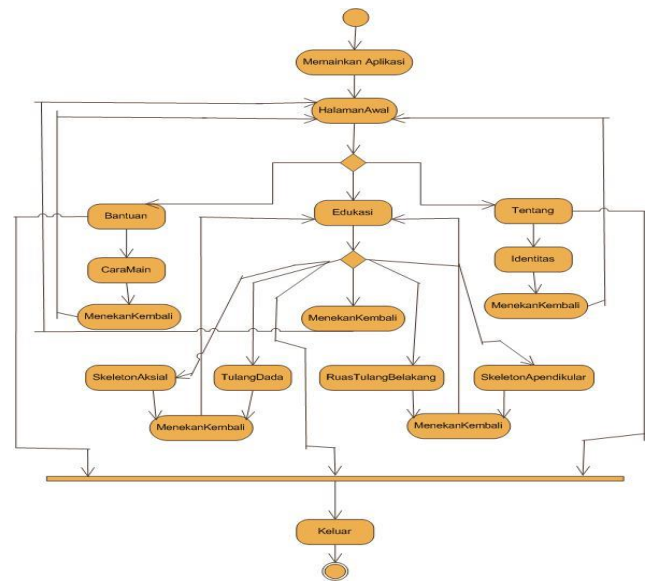 Memainkan Aplikasi
HalamanAwal
Bantuan
Edukasi
Tentang
CaraMain
Identitas
MenekanKembali
MenekanKembali
MenekanKembali
SkeletonAksial
TulangDada
RuasTulangBelakang
SkeletonApendikular
MenekanKembali
MenekanKembali
Keluar